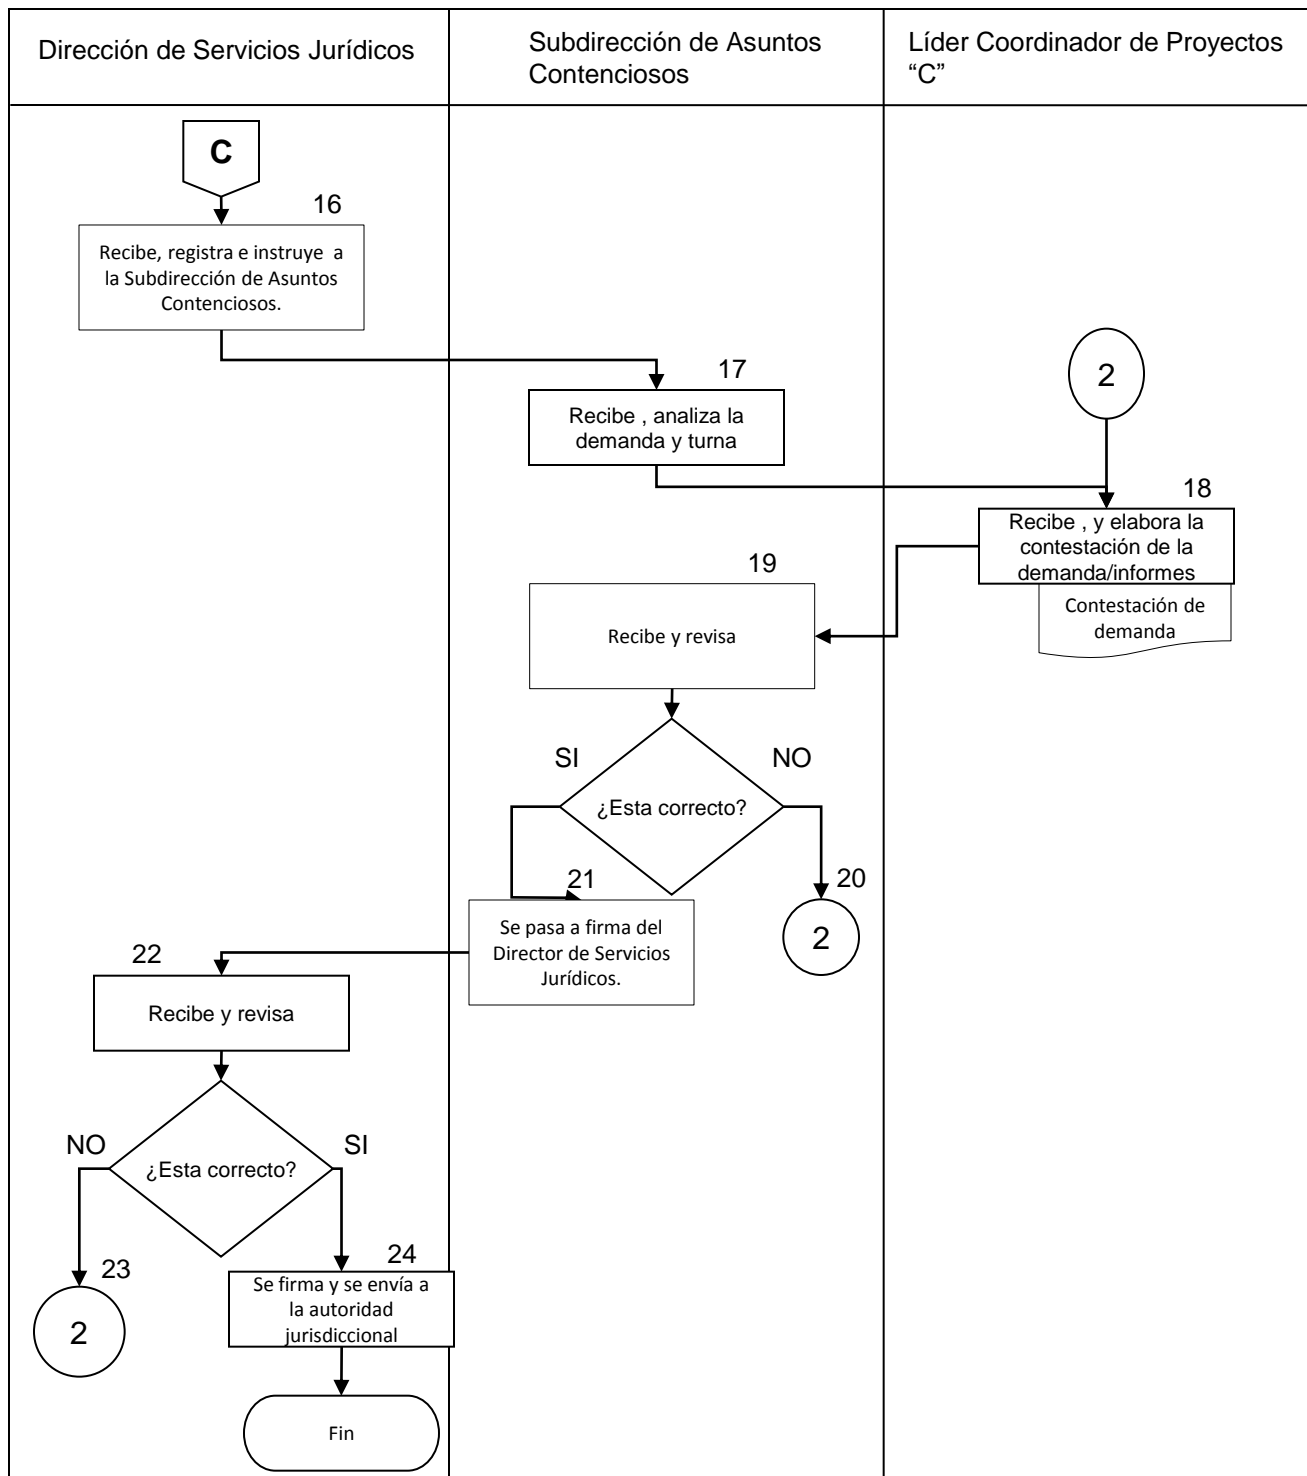 Dirección de Servicios Jurídicos
Subdirección de Asuntos
Contenciosos
Líder Coordinador de Proyectos
“C”
C
16
Recibe, registra e instruye a
la Subdirección de Asuntos
Contenciosos.
17
Recibe , analiza la
demanda y turna
2
18
Recibe , y elabora la
contestación de la
demanda/informes
Contestación de
demanda
19
Recibe y revisa
SI
NO
¿Esta correcto?
20
2
21
Se pasa a firma del
Director de Servicios
Jurídicos.
22
Recibe y revisa
NO
SI
¿Esta correcto?
23
2
24
Se firma y se envía a
la autoridad
jurisdiccional
Fin